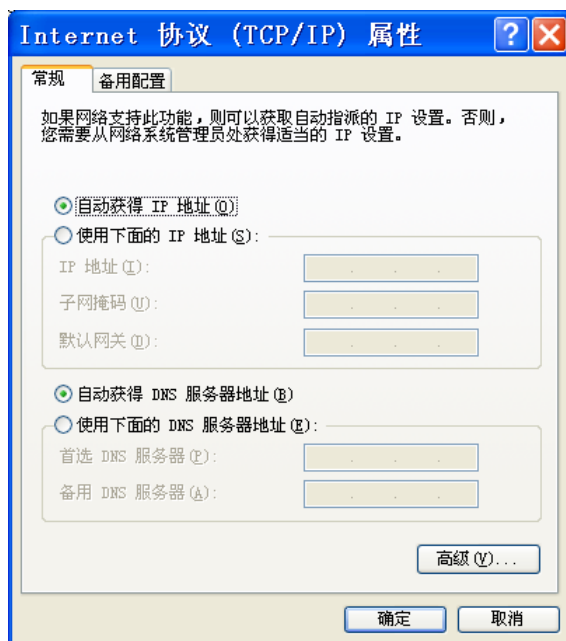 Internet 协议 (TCP/IP) 属性
常规 备用配置
如果网络支持此功能,则可以获取自动指派的 IP 设置。否则,
您需要从网络系统管理员处获得适当的 IP 设置。
自动获得 IP 地址(O)
使用下面的 IP 地址(S):
IP 地址(I):
子网掩码(U):
默认网关(D):
自动获得 DNS 服务器地址(B)
使用下面的 DNS 服务器地址(E):
首选 DNS 服务器(P):
备用 DNS 服务器(A):
高级(V)...
确定 取消